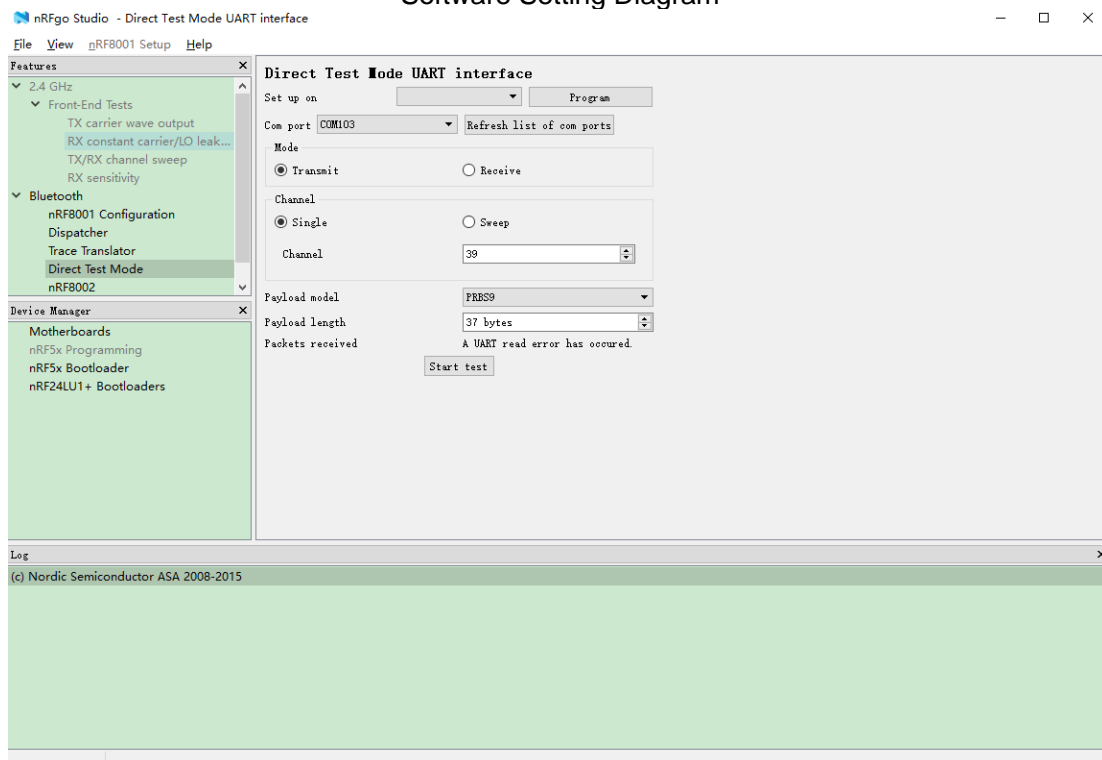 Software Setting Diagram
nRFgo Studio - Direct Test Mode UART interface
File View nRF8001 Setup Help
Features
2.4 GHz
Front-End Tests
TX carrier wave output
RX constant carrier/LO leak...
TX/RX channel sweep
RX sensitivity
Bluetooth
nRF8001 Configuration
Dispatcher
Trace Translator
Direct Test Mode
nRF8002
Device Manager
Motherboards
nRF5x Programming
nRF5x Bootloader
nRF24LU1+ Bootloaders
Direct Test Mode UART interface
Set up on Program
Com port COM103 Refresh list of com ports
Mode
Transmit Receive
Channel
Single Sweep
Channel 39
Payload model PRBS9
Payload length 37 bytes
Packets received A UART read error has occured.
Start test
Log
(c) Nordic Semiconductor ASA 2008-2015